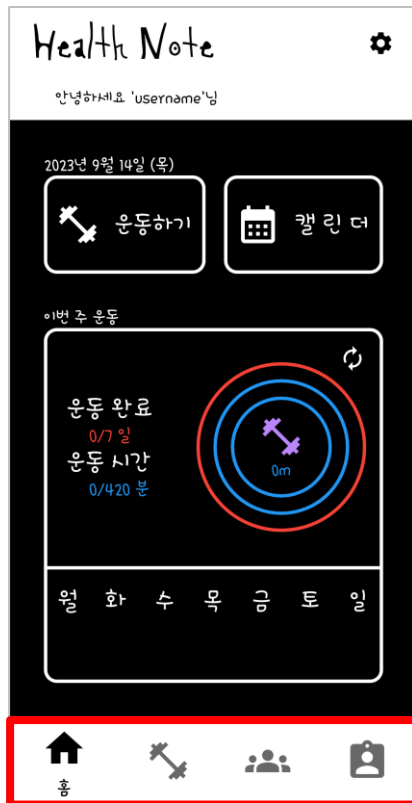 Health Note
안녕하세요 'username'님
2023년 9월 14일 (목)
운동하기
캘린더
이번 주 운동
운동 완료
0/7 일
운동 시간
0/420 분
0m
월 화 수 목 금 토 일
홈